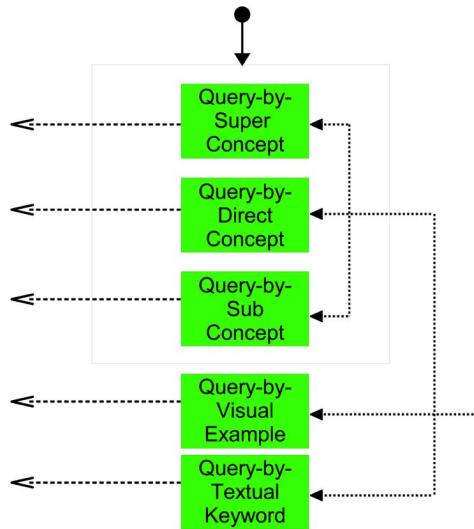 Query-by-
Super
Concept
Query-by-
Direct
Concept
Query-by-
Sub
Concept
Query-by-
Visual
Example
Query-by-
Textual
Keyword